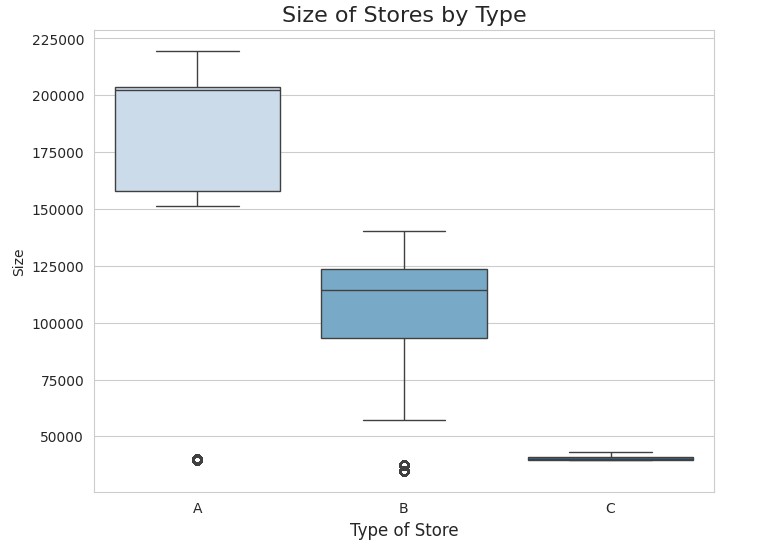 Size of Stores by Type
225000
200000
175000
150000
125000
100000
75000
50000
Size
A
B
C
Type of Store